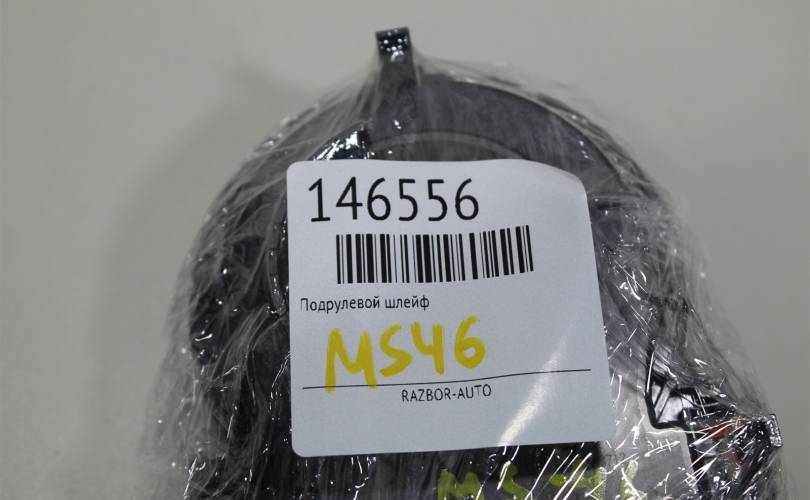 146556
Подрулевой шлейф
MS46
RAZBOR-AUTO